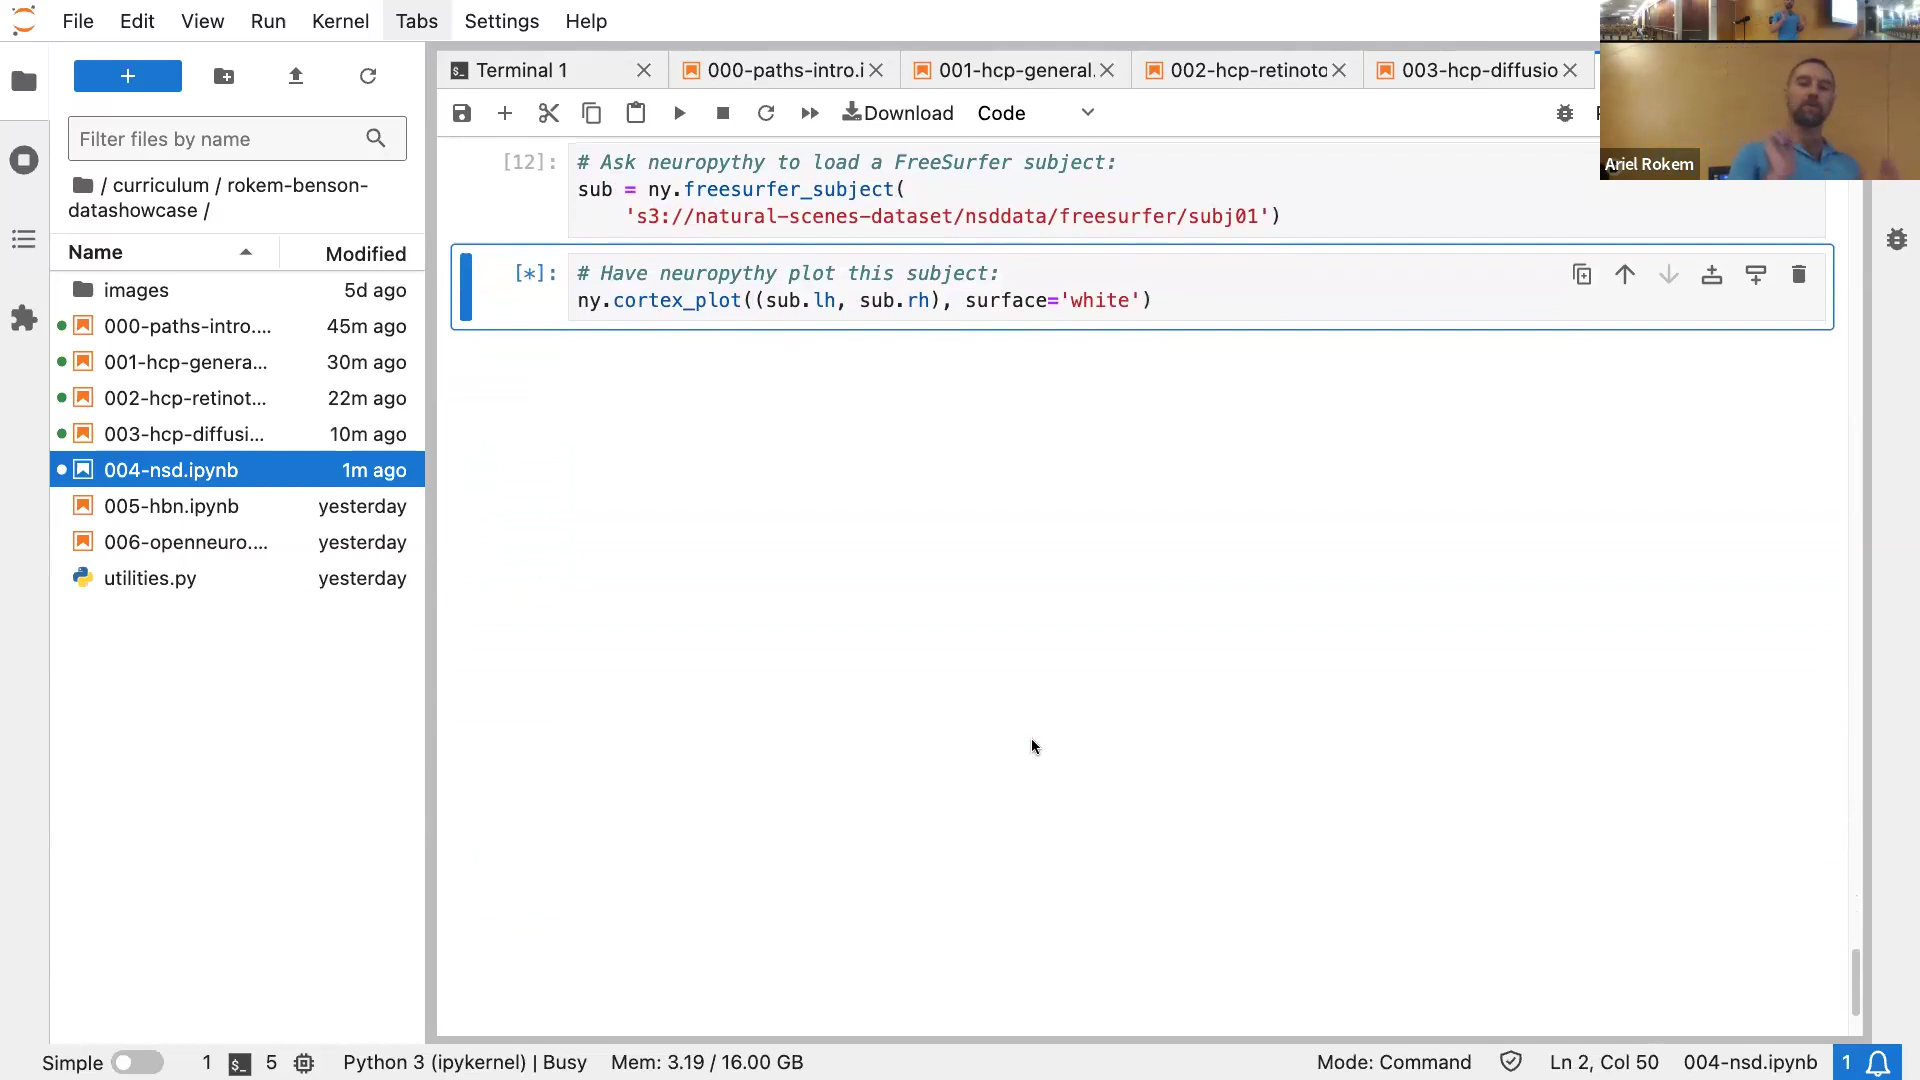 File Edit View Run Kernel Tabs Settings Help
Terminal 1
000-paths-intro.i
001-hcp-general.
002-hcp-retinoto
003-hcp-diffusio
Download
Code
Filter files by name
/ curriculum / rokem-benson-
datashowcase /
Name Modified
images 5d ago
000-paths-intro.... 45m ago
001-hcp-genera... 30m ago
002-hcp-retinot... 22m ago
003-hcp-diffusi... 10m ago
004-nsd.ipynb 1m ago
005-hbn.ipynb yesterday
006-openneuro.... yesterday
utilities.py yesterday
[12]: # Ask neuropythy to load a FreeSurfer subject:
sub = ny.freesurfer_subject(
's3://natural-scenes-dataset/nsddata/freesurfer/subj01')
[*]: # Have neuropythy plot this subject:
ny.cortex_plot((sub.lh, sub.rh), surface='white')
Ariel Rokem
Simple 1 $_ 5 Python 3 (ipykernel) | Busy Mem: 3.19 / 16.00 GB Mode: Command Ln 2, Col 50 004-nsd.ipynb 1